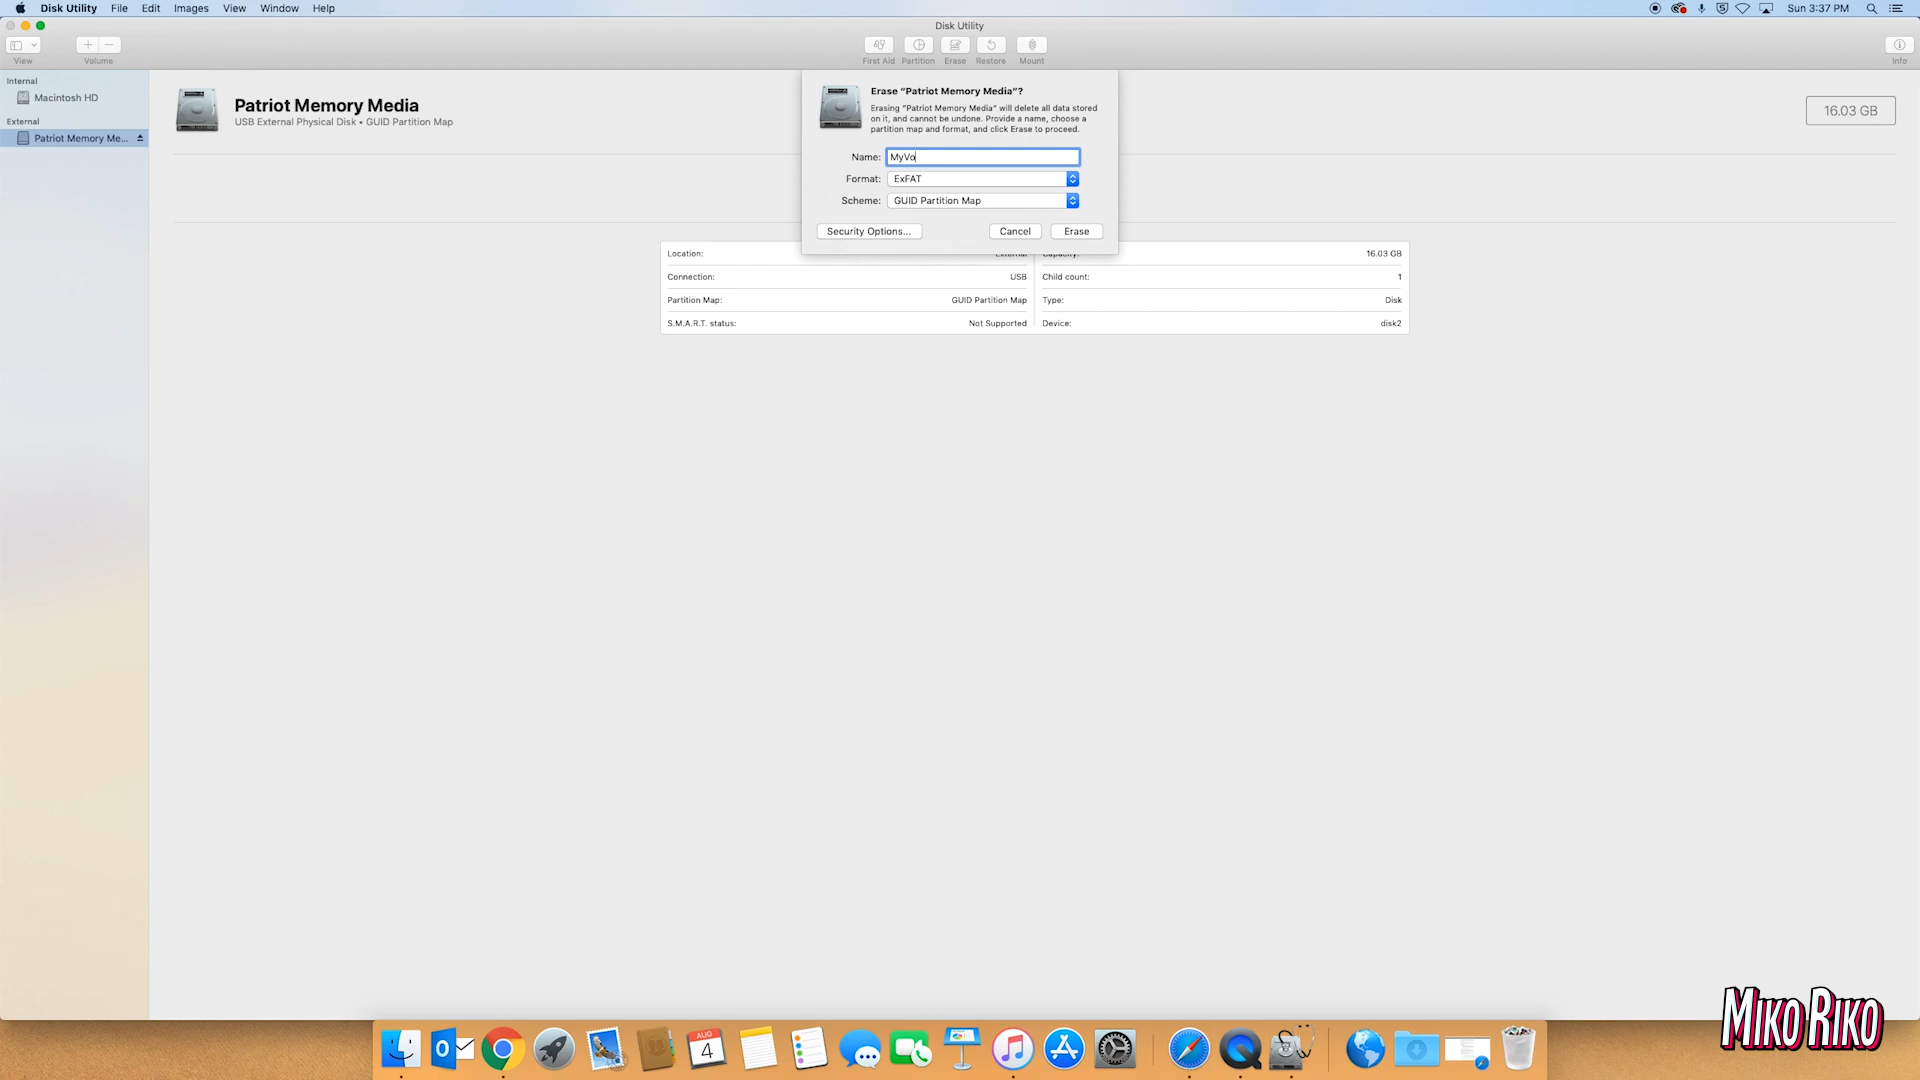 Disk Utility File Edit Images View Window Help
Sun 3:37 PM
Disk Utility
View
Volume
First Aid Partition Erase Restore Mount
Info
Internal
Macintosh HD
External
Patriot Memory Me...
Patriot Memory Media
USB External Physical Disk • GUID Partition Map
16.03 GB
Erase “Patriot Memory Media”?
Erasing “Patriot Memory Media” will delete all data stored
on it, and cannot be undone. Provide a name, choose a
partition map and format, and click Erase to proceed.
Name: MyVo
Format: ExFAT
Scheme: GUID Partition Map
Security Options... Cancel Erase
Location: External
Capacity: 16.03 GB
Connection: USB
Child count: 1
Partition Map: GUID Partition Map
Type: Disk
S.M.A.R.T. status: Not Supported
Device: disk2
AUG
4
MIKO RIKO